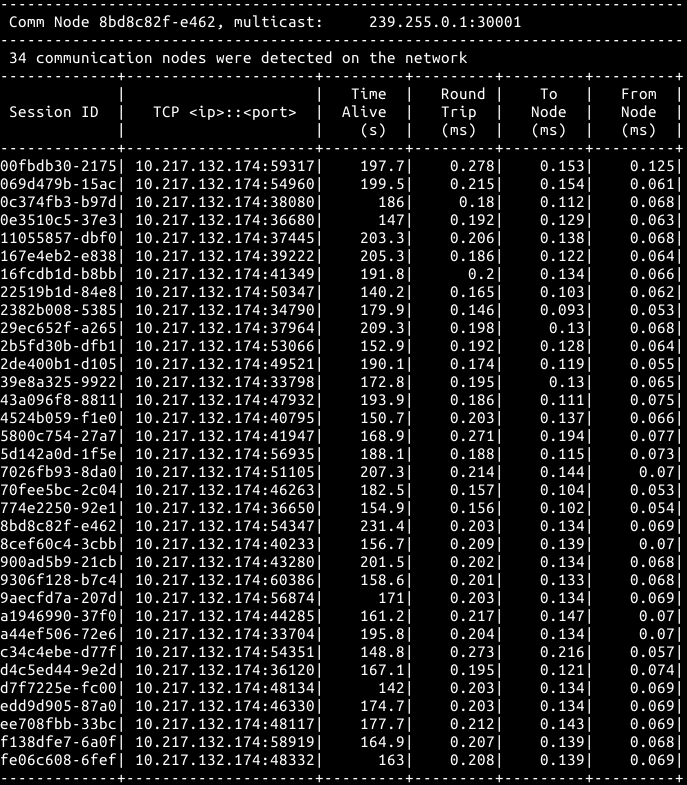 Comm Node 8bd8c82f-e462, multicast: 239.255.0.1:30001
34 communication nodes were detected on the network
| | Time | Round | To | From
Session ID | TCP <ip>::<port> | Alive | Trip | Node | Node
| | (s) | (ms) | (ms) | (ms)
00fbdb30-2175| 10.217.132.174:59317| 197.7| 0.278| 0.153| 0.125
069d479b-15ac| 10.217.132.174:54960| 199.5| 0.215| 0.154| 0.061
0c374fb3-b97d| 10.217.132.174:38080| 186| 0.18| 0.112| 0.068
0e3510c5-37e3| 10.217.132.174:36680| 147| 0.192| 0.129| 0.063
11055857-dbf0| 10.217.132.174:37445| 203.3| 0.206| 0.138| 0.068
167e4eb2-e838| 10.217.132.174:39222| 205.3| 0.186| 0.122| 0.064
16fcdb1d-b8bb| 10.217.132.174:41349| 191.8| 0.2| 0.134| 0.066
22519b1d-84e8| 10.217.132.174:50347| 140.2| 0.165| 0.103| 0.062
2382b008-5385| 10.217.132.174:34790| 179.9| 0.146| 0.093| 0.053
29ec652f-a265| 10.217.132.174:37964| 209.3| 0.198| 0.13| 0.068
2b5fd30b-dfb1| 10.217.132.174:53066| 152.9| 0.192| 0.128| 0.064
2de400b1-d105| 10.217.132.174:49521| 190.1| 0.174| 0.119| 0.055
39e8a325-9922| 10.217.132.174:33798| 172.8| 0.195| 0.13| 0.065
43a096f8-8811| 10.217.132.174:47932| 193.9| 0.186| 0.111| 0.075
4524b059-f1e0| 10.217.132.174:40795| 150.7| 0.203| 0.137| 0.066
5800c754-27a7| 10.217.132.174:41947| 168.9| 0.271| 0.194| 0.077
5d142a0d-1f5e| 10.217.132.174:56935| 188.1| 0.188| 0.115| 0.073
7026fb93-8da0| 10.217.132.174:51105| 207.3| 0.214| 0.144| 0.07
70fee5bc-2c04| 10.217.132.174:46263| 182.5| 0.157| 0.104| 0.053
774e2250-92e1| 10.217.132.174:36650| 154.9| 0.156| 0.102| 0.054
8bd8c82f-e462| 10.217.132.174:54347| 231.4| 0.203| 0.134| 0.069
8cef60c4-3cbb| 10.217.132.174:40233| 156.7| 0.209| 0.139| 0.07
900ad5b9-21cb| 10.217.132.174:43280| 201.5| 0.202| 0.134| 0.068
9306f128-b7c4| 10.217.132.174:60386| 158.6| 0.201| 0.133| 0.068
9aecfd7a-207d| 10.217.132.174:56874| 171| 0.203| 0.134| 0.069
a1946990-37f0| 10.217.132.174:44285| 161.2| 0.217| 0.147| 0.07
a44ef506-72e6| 10.217.132.174:33704| 195.8| 0.204| 0.134| 0.07
c34c4ebe-d77f| 10.217.132.174:54351| 148.8| 0.273| 0.216| 0.057
d4c5ed44-9e2d| 10.217.132.174:36120| 167.1| 0.195| 0.121| 0.074
d7f7225e-fc00| 10.217.132.174:48134| 142| 0.203| 0.134| 0.069
edd9d905-87a0| 10.217.132.174:46330| 174.7| 0.203| 0.134| 0.069
ee708fbb-33bc| 10.217.132.174:48117| 177.7| 0.212| 0.143| 0.069
f138dfe7-6a0f| 10.217.132.174:58919| 164.9| 0.207| 0.139| 0.068
fe06c608-6fef| 10.217.132.174:48332| 163| 0.208| 0.139| 0.069